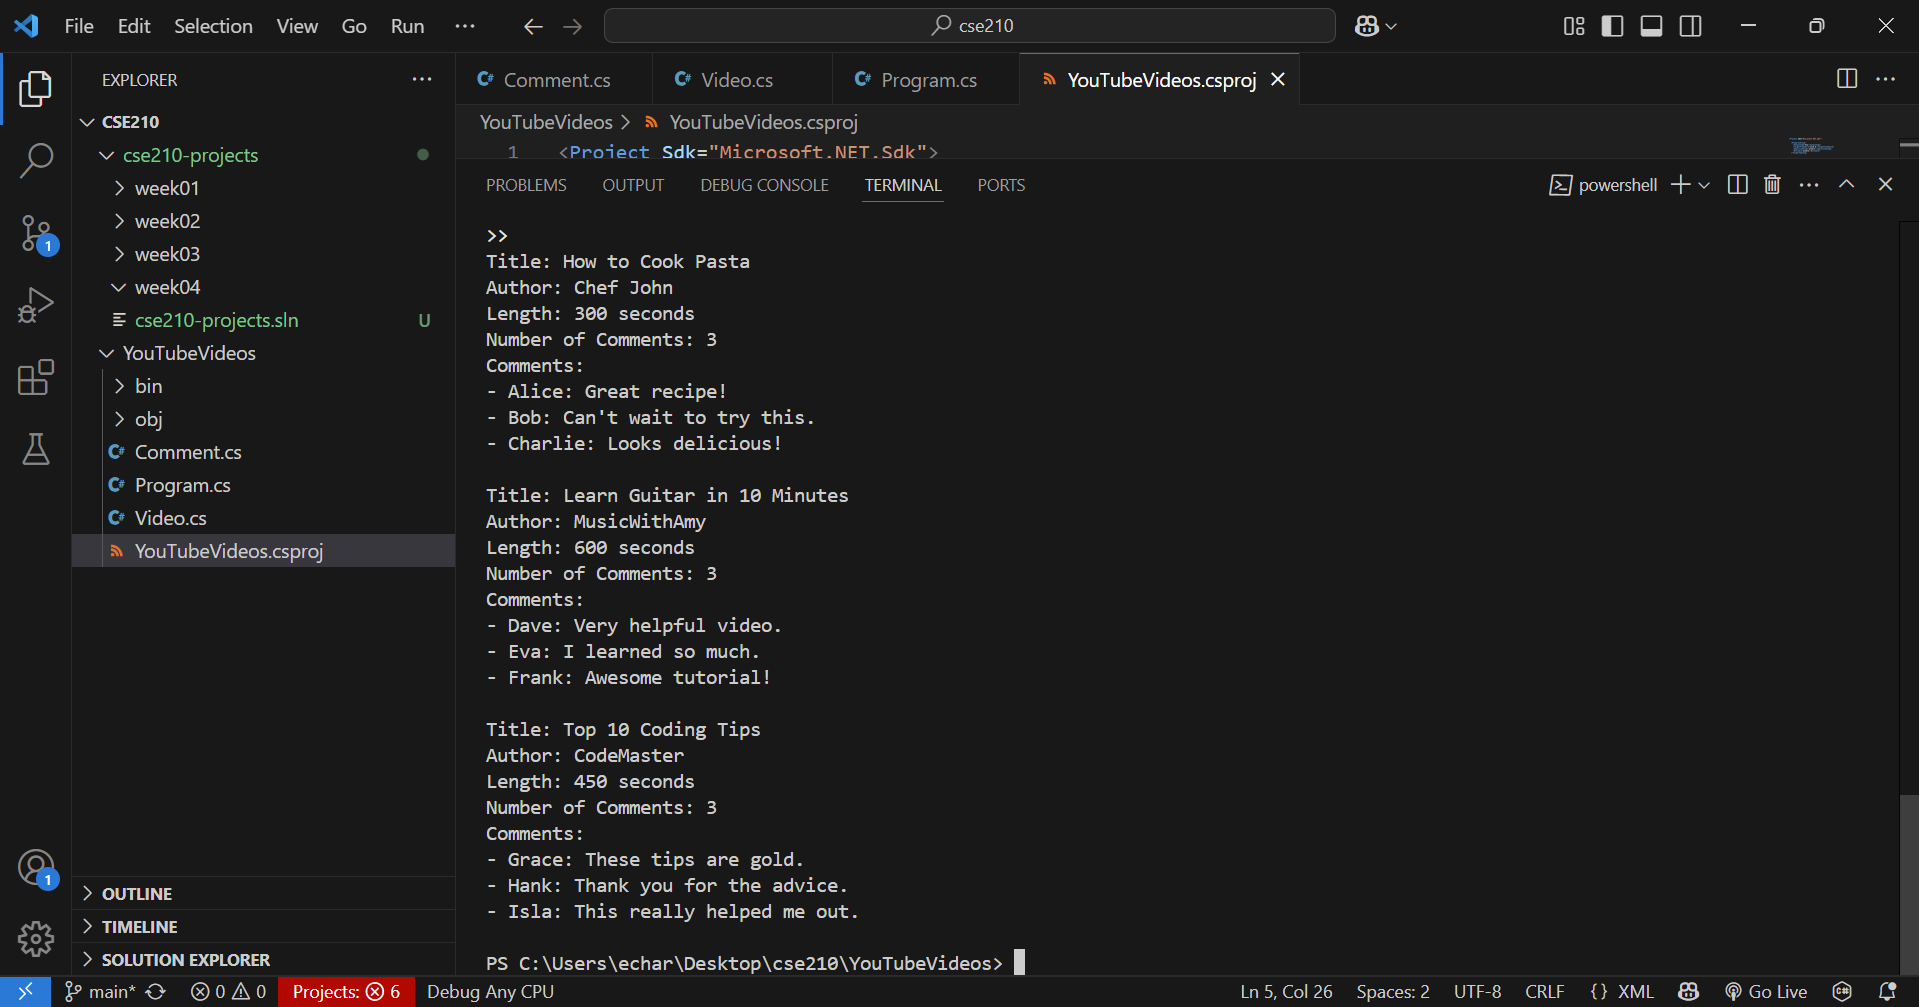 File Edit Selection View Go Run ··· cse210
EXPLORER ···
CSE210
cse210-projects
week01
week02
week03
week04
cse210-projects.sln U
YouTubeVideos
bin
obj
Comment.cs
Program.cs
Video.cs
YouTubeVideos.csproj
OUTLINE
TIMELINE
SOLUTION EXPLORER
1
1
Comment.cs Video.cs Program.cs YouTubeVideos.csproj
YouTubeVideos > YouTubeVideos.csproj
1 <Project Sdk="Microsoft.NET.Sdk">
PROBLEMS OUTPUT DEBUG CONSOLE TERMINAL PORTS powershell
>>
Title: How to Cook Pasta
Author: Chef John
Length: 300 seconds
Number of Comments: 3
Comments:
- Alice: Great recipe!
- Bob: Can't wait to try this.
- Charlie: Looks delicious!
Title: Learn Guitar in 10 Minutes
Author: MusicWithAmy
Length: 600 seconds
Number of Comments: 3
Comments:
- Dave: Very helpful video.
- Eva: I learned so much.
- Frank: Awesome tutorial!
Title: Top 10 Coding Tips
Author: CodeMaster
Length: 450 seconds
Number of Comments: 3
Comments:
- Grace: These tips are gold.
- Hank: Thank you for the advice.
- Isla: This really helped me out.
PS C:\Users\echar\Desktop\cse210\YouTubeVideos>
main* 0 0 Projects: 6 Debug Any CPU Ln 5, Col 26 Spaces: 2 UTF-8 CRLF {} XML Go Live